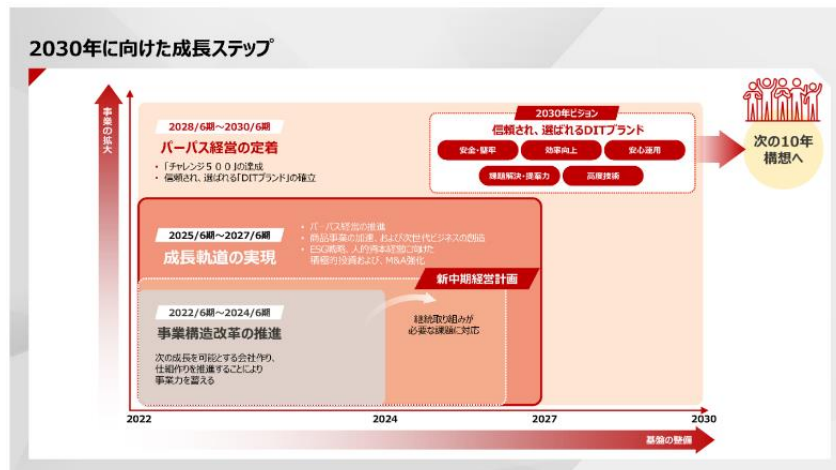 2030年に向けた成長ステップ
事業の拡大
2028/6期～2030/6期
パーパス経営の定着
・「チャレンジ５００」の達成
・信頼され、選ばれる「DITブランド」の確立
2030年ビジョン
信頼され、選ばれるDITブランド
安全・堅牢
効率向上
安心運用
課題解決・提案力
高度技術
次の10年
構想へ
2025/6期～2027/6期
成長軌道の実現
・パーパス経営の推進
・商品事業の加速、および次世代ビジネスの創造
・ESG戦略、人的資本経営に向けた
積極的投資および、M&A強化
新中期経営計画
2022/6期～2024/6期
事業構造改革の推進
次の成長を可能とする会社作り、
仕組作りを推進することにより
事業力を蓄える
継続取り組みが
必要な課題に対応
2022
2024
2027
2030
基盤の整備